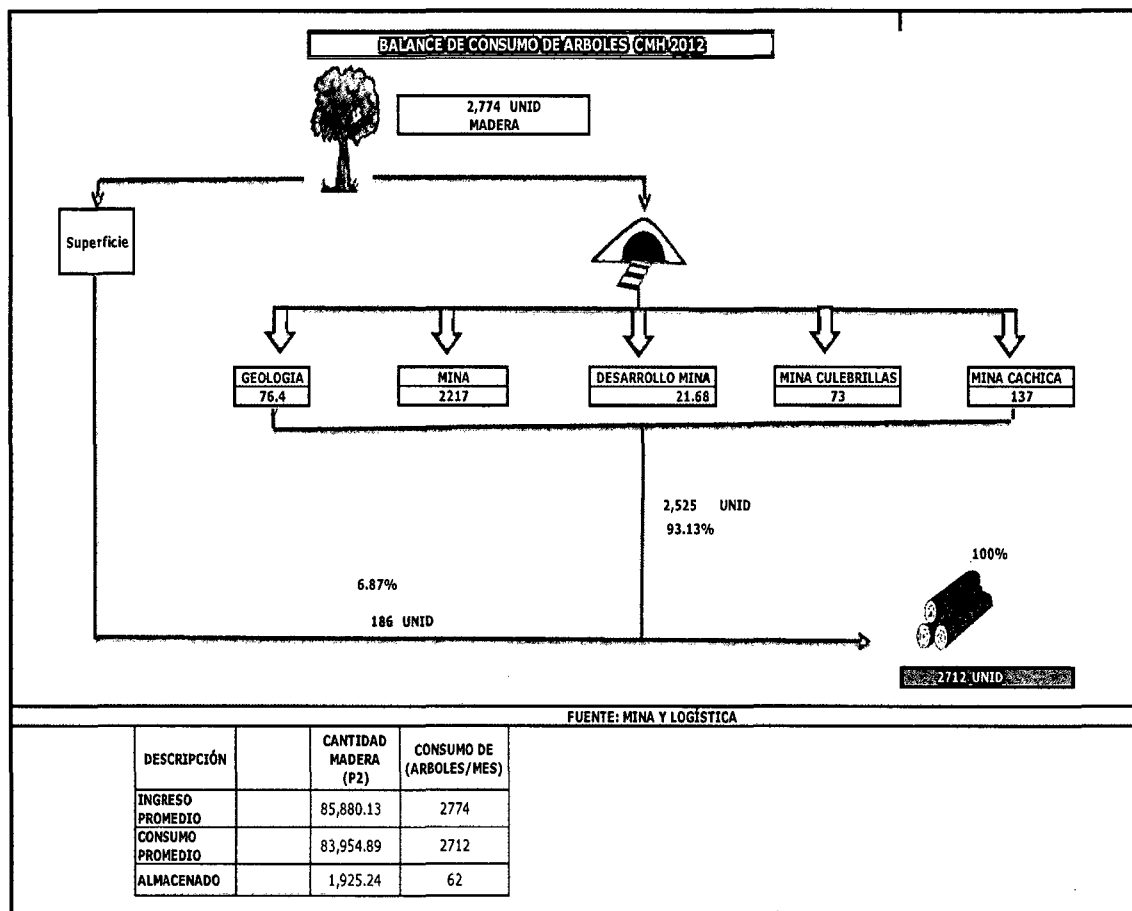 BALANCE DE CONSUMO DE ARBOLES CMH 2012
2,774 UNID
MADERA
Superficie
GEOLOGIA
76.4
MINA
2217
DESARROLLO MINA
21.68
MINA CULEBRILLAS
73
MINA CACHICA
137
2,525 UNID
93.13%
100%
6.87%
186 UNID
2712 UNID
FUENTE: MINA Y LOGÍSTICA
DESCRIPCIÓN
CANTIDAD
MADERA
(P2)
CONSUMO DE
(ARBOLES/MES)
INGRESO
PROMEDIO
85,880.13
2774
CONSUMO
PROMEDIO
83,954.89
2712
ALMACENADO
1,925.24
62